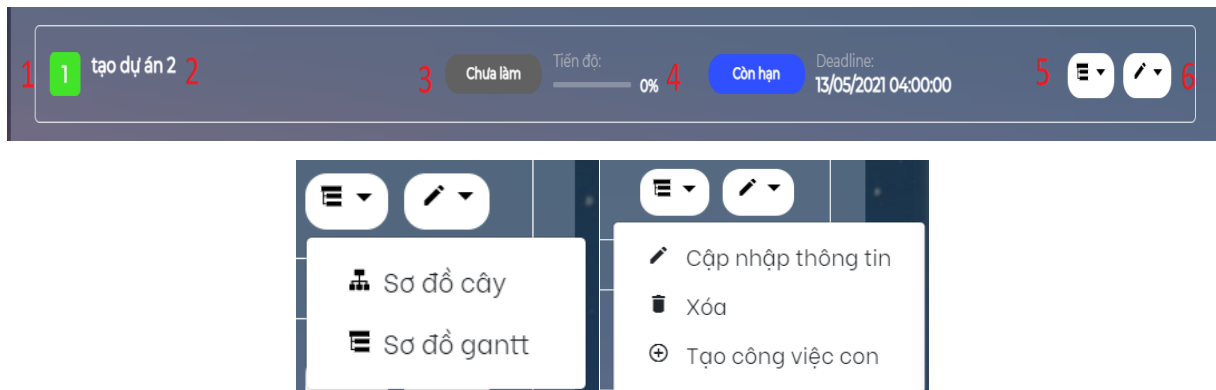 1 1 tạo dự án 2 2 3 Chưa làm Tiến độ: 0% 4 Còn hạn Deadline: 13/05/2021 04:00:00 5 6
Sơ đồ cây
Sơ đồ gantt
Cập nhập thông tin
Xóa
Tạo công việc con